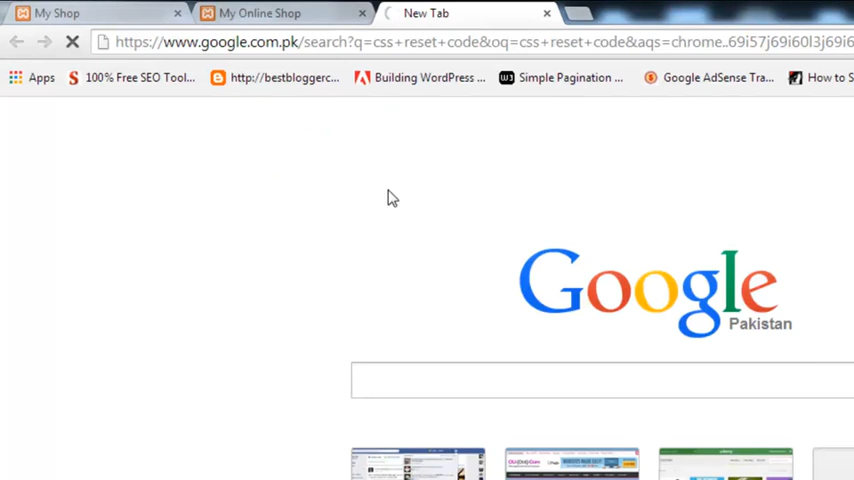 My Shop
My Online Shop
New Tab
https://www.google.com.pk/search?q=css+reset+code&oq=css+reset+code&aqs=chrome..69i57j69i60l3j69i6
Apps
100% Free SEO Tool...
http://bestbloggerc...
Building WordPress ...
W3
Simple Pagination ...
Google AdSense Tra...
How to S
Google
Pakistan